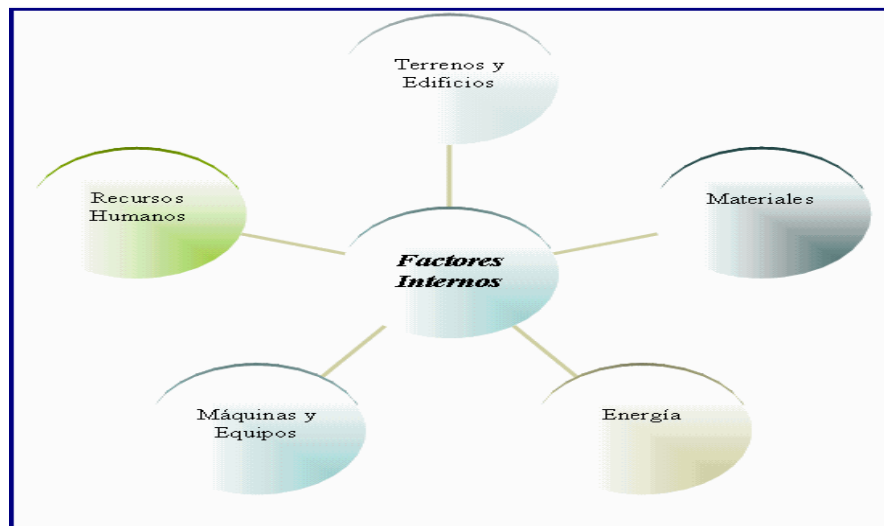 Terrenos y
Edificios
Recursos
Humanos
Materiales
Factores
Internos
Máquinas y
Equipos
Energía